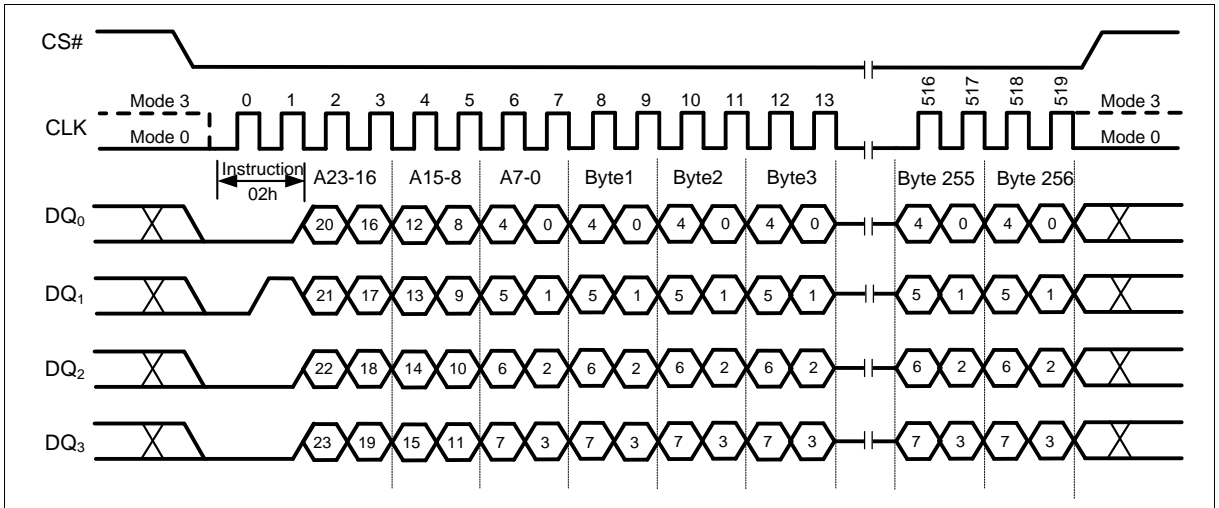 CS#
516 517 518 519
Mode 3 0 1 2 3 4 5 6 7 8 9 10 11 12 13 Mode 3
CLK
Mode 0 Mode 0
Instruction A23-16 A15-8 A7-0 Byte1 Byte2 Byte3 Byte 255 Byte 256
02h
DQ0 20 16 12 8 4 0 4 0 4 0 4 0 4 0 4 0
DQ1 21 17 13 9 5 1 5 1 5 1 5 1 5 1 5 1
DQ2 22 18 14 10 6 2 6 2 6 2 6 2 6 2 6 2
DQ3 23 19 15 11 7 3 7 3 7 3 7 3 7 3 7 3